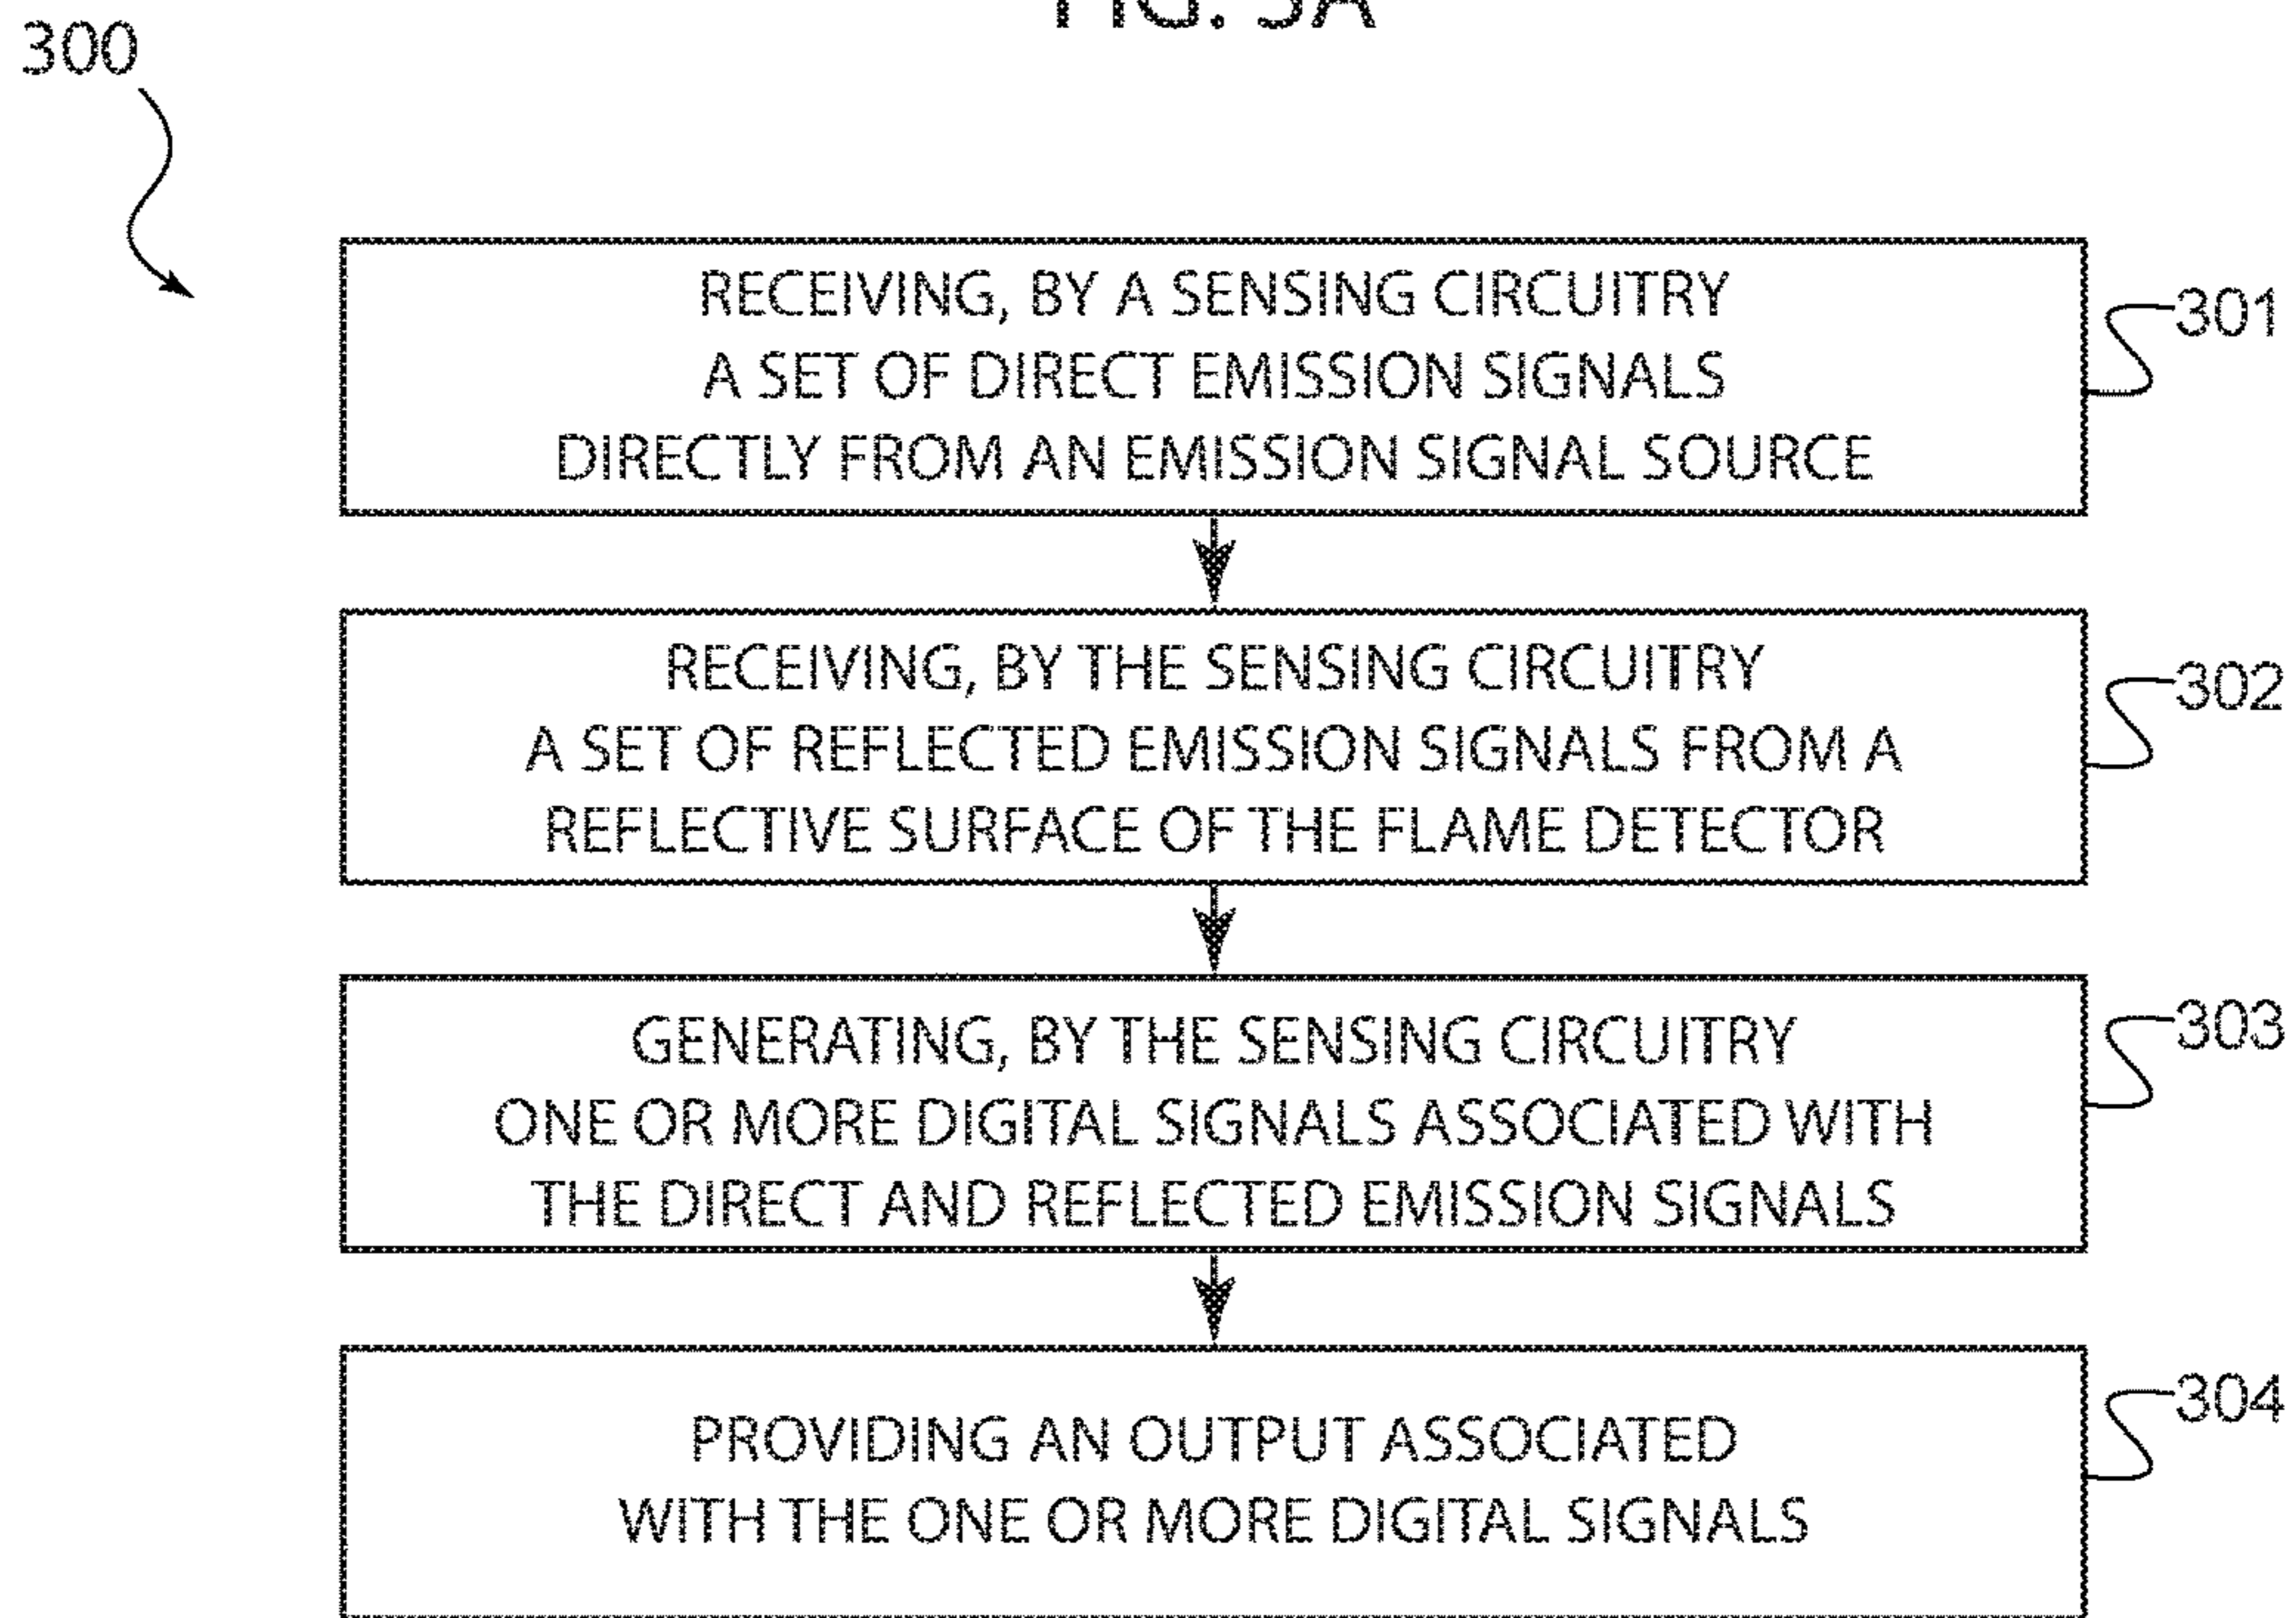 FIG. 3A
300
RECEIVING, BY A SENSING CIRCUITRY
A SET OF DIRECT EMISSION SIGNALS
DIRECTLY FROM AN EMISSION SIGNAL SOURCE
301
RECEIVING, BY THE SENSING CIRCUITRY
A SET OF REFLECTED EMISSION SIGNALS FROM A
REFLECTIVE SURFACE OF THE FLAME DETECTOR
302
GENERATING, BY THE SENSING CIRCUITRY
ONE OR MORE DIGITAL SIGNALS ASSOCIATED WITH
THE DIRECT AND REFLECTED EMISSION SIGNALS
303
PROVIDING AN OUTPUT ASSOCIATED
WITH THE ONE OR MORE DIGITAL SIGNALS
304